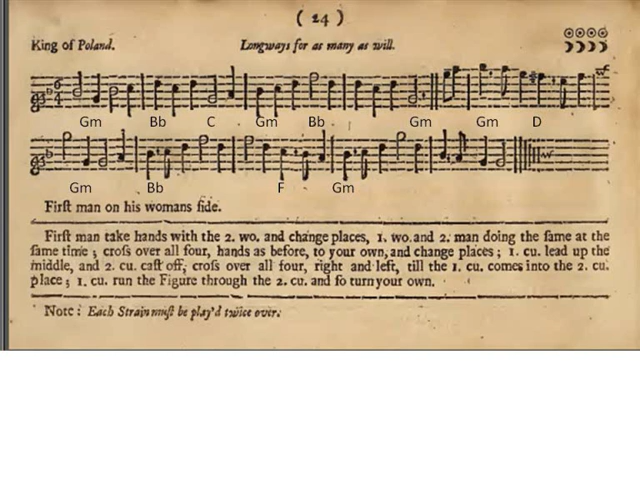 ( 24 )
King of Poland. Longways for as many as will.
Gm Bb C Gm Bb Gm Gm D
Gm Bb F Gm
Firſt man on his womans ſide.
Firſt man take hands with the 2. wo. and change places, 1. wo. and 2. man doing the ſame at the
ſame time ; croſs over all four, hands as before, to your own, and change places ; 1. cu. lead up the
middle, and 2. cu. caſt off, croſs over all four, right and left, till the 1. cu. comes into the 2. cu.
place ; 1. cu. run the Figure through the 2. cu. and ſo turn your own.
Note : Each Strain muſt be play'd twice over.